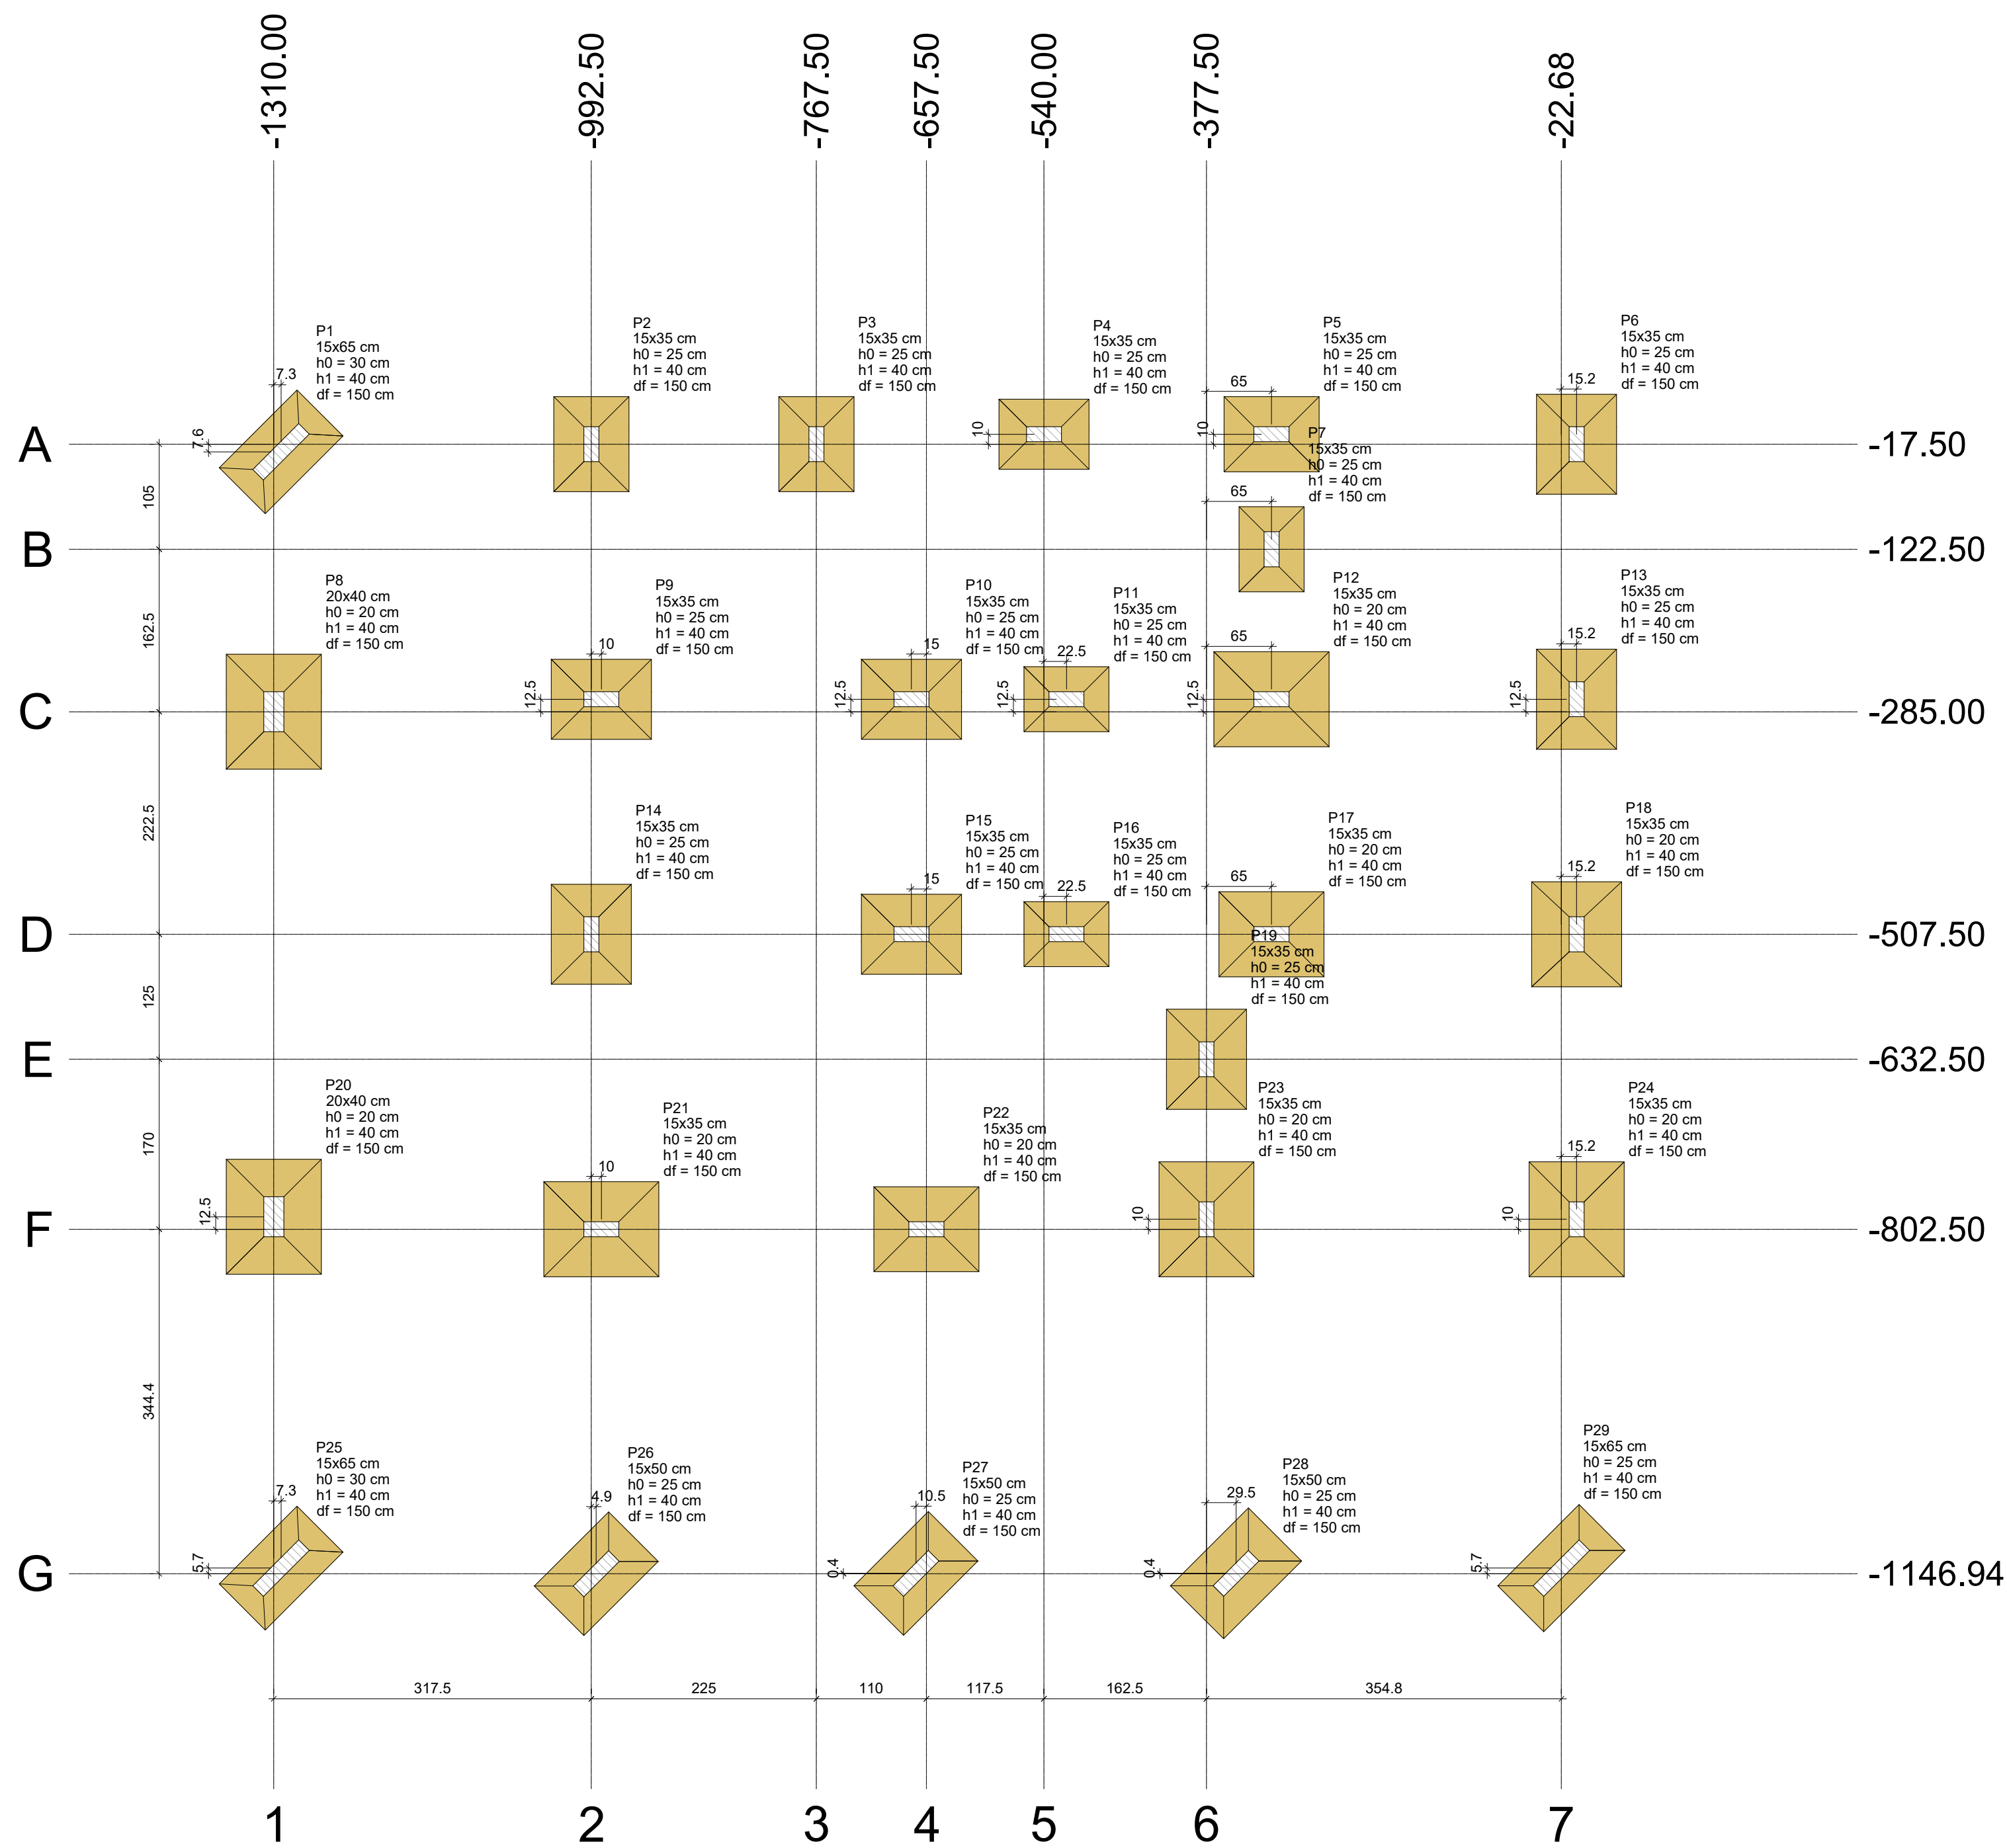 -1310.00
-992.50
-767.50
-657.50
-540.00
-377.50
-22.68
P1
15x65 cm
h0 = 30 cm
h1 = 40 cm
df = 150 cm
7.3
7.6
P2
15x35 cm
h0 = 25 cm
h1 = 40 cm
df = 150 cm
P3
15x35 cm
h0 = 25 cm
h1 = 40 cm
df = 150 cm
P4
15x35 cm
h0 = 25 cm
h1 = 40 cm
df = 150 cm
10
P5
15x35 cm
h0 = 25 cm
h1 = 40 cm
df = 150 cm
65
10
P6
15x35 cm
h0 = 25 cm
h1 = 40 cm
df = 150 cm
15.2
A
-17.50
105
P7
15x35 cm
h0 = 25 cm
h1 = 40 cm
df = 150 cm
65
B
-122.50
162.5
P8
20x40 cm
h0 = 20 cm
h1 = 40 cm
df = 150 cm
P9
15x35 cm
h0 = 25 cm
h1 = 40 cm
df = 150 cm
10
12.5
P10
15x35 cm
h0 = 25 cm
h1 = 40 cm
df = 150 cm
15
12.5
P11
15x35 cm
h0 = 25 cm
h1 = 40 cm
df = 150 cm
22.5
12.5
P12
15x35 cm
h0 = 20 cm
h1 = 40 cm
df = 150 cm
65
12.5
P13
15x35 cm
h0 = 25 cm
h1 = 40 cm
df = 150 cm
15.2
12.5
C
-285.00
222.5
P14
15x35 cm
h0 = 25 cm
h1 = 40 cm
df = 150 cm
P15
15x35 cm
h0 = 25 cm
h1 = 40 cm
df = 150 cm
15
P16
15x35 cm
h0 = 25 cm
h1 = 40 cm
df = 150 cm
22.5
P17
15x35 cm
h0 = 20 cm
h1 = 40 cm
df = 150 cm
65
P18
15x35 cm
h0 = 20 cm
h1 = 40 cm
df = 150 cm
15.2
D
-507.50
125
P19
15x35 cm
h0 = 25 cm
h1 = 40 cm
df = 150 cm
E
-632.50
170
P20
20x40 cm
h0 = 20 cm
h1 = 40 cm
df = 150 cm
12.5
P21
15x35 cm
h0 = 20 cm
h1 = 40 cm
df = 150 cm
10
P22
15x35 cm
h0 = 20 cm
h1 = 40 cm
df = 150 cm
P23
15x35 cm
h0 = 20 cm
h1 = 40 cm
df = 150 cm
10
P24
15x35 cm
h0 = 20 cm
h1 = 40 cm
df = 150 cm
15.2
10
F
-802.50
344.4
P25
15x65 cm
h0 = 30 cm
h1 = 40 cm
df = 150 cm
7.3
5.7
P26
15x50 cm
h0 = 25 cm
h1 = 40 cm
df = 150 cm
4.9
P27
15x50 cm
h0 = 25 cm
h1 = 40 cm
df = 150 cm
10.5
0.4
P28
15x50 cm
h0 = 25 cm
h1 = 40 cm
df = 150 cm
29.5
0.4
P29
15x65 cm
h0 = 25 cm
h1 = 40 cm
df = 150 cm
5.7
G
-1146.94
317.5
225
110
117.5
162.5
354.8
1
2
3
4
5
6
7